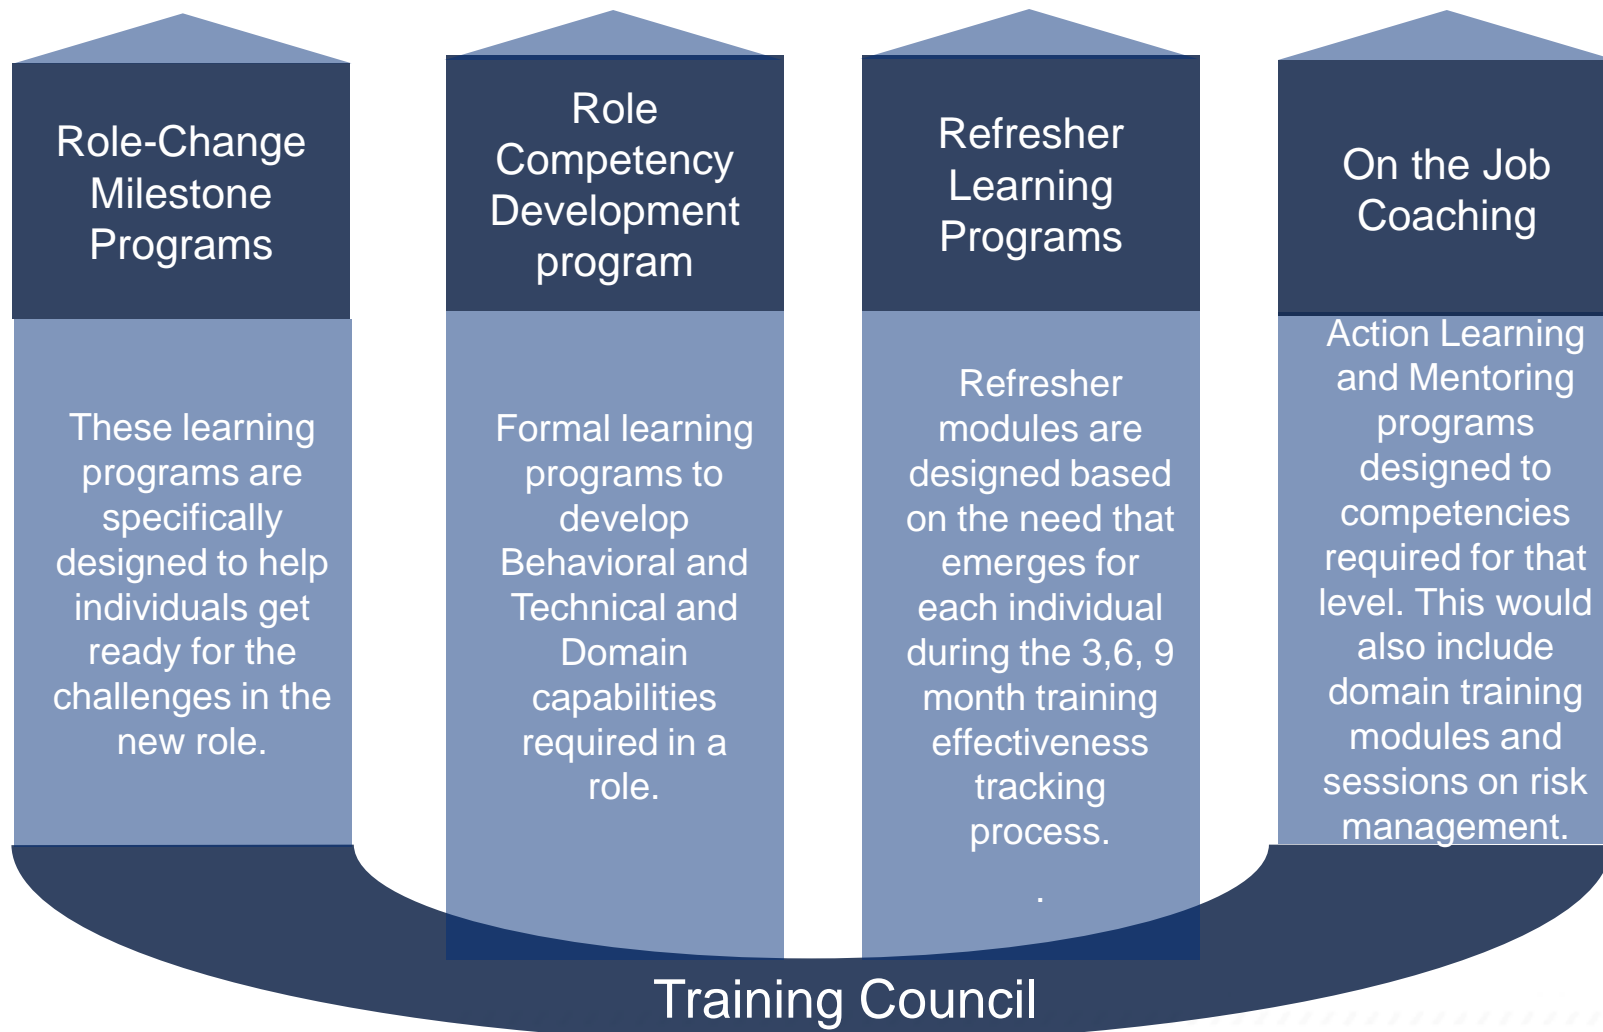 Role-Change
Milestone
Programs
These learning
programs are
specifically
designed to help
individuals get
ready for the
challenges in the
new role.
Role
Competency
Development
program
Formal learning
programs to
develop
Behavioral and
Technical and
Domain
capabilities
required in a
role.
Refresher
Learning
Programs
Refresher
modules are
designed based
on the need that
emerges for
each individual
during the 3,6, 9
month training
effectiveness
tracking
process.
.
On the Job
Coaching
Action Learning
and Mentoring
programs
designed to
competencies
required for that
level. This would
also include
domain training
modules and
sessions on risk
management.
Training Council